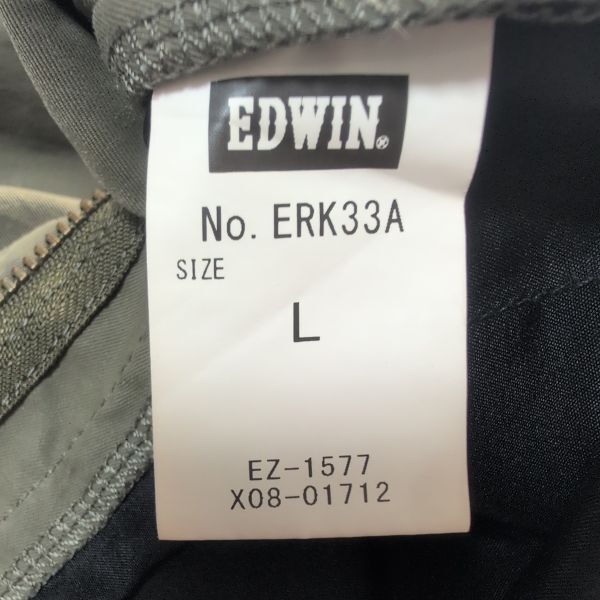 EDWIN.
No. ERK33A
SIZE
L
EZ-1577
X08-01712